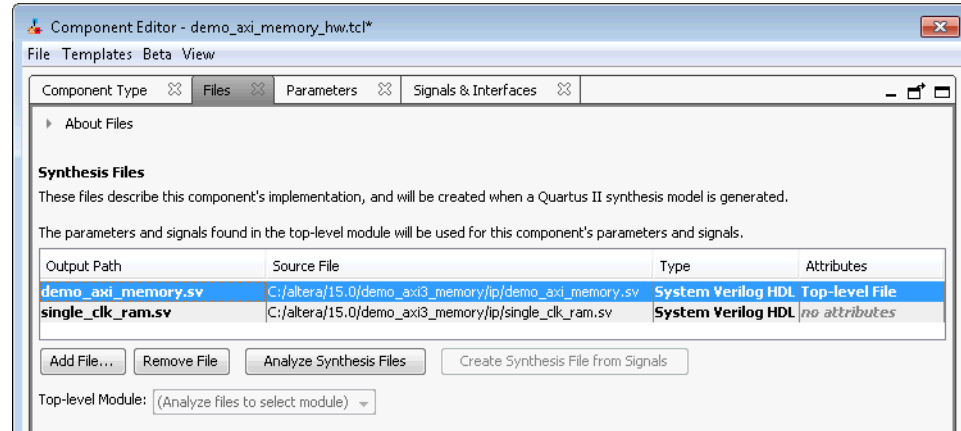 Component Editor - demo_axi_memory_hw.tcl*
File Templates Beta View
Component Type Files Parameters Signals & Interfaces
About Files
Synthesis Files
These files describe this component's implementation, and will be created when a Quartus II synthesis model is generated.
The parameters and signals found in the top-level module will be used for this component's parameters and signals.
Output Path Source File Type Attributes
demo_axi_memory.sv C:/altera/15.0/demo_axi3_memory/ip/demo_axi_memory.sv System Verilog HDL Top-level File
single_clk_ram.sv C:/altera/15.0/demo_axi3_memory/ip/single_clk_ram.sv System Verilog HDL no attributes
Add File... Remove File Analyze Synthesis Files Create Synthesis File from Signals
Top-level Module: (Analyze files to select module)